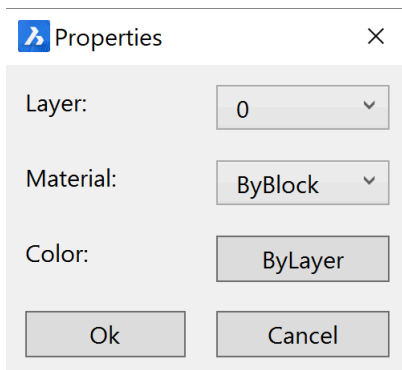 Properties
Layer: 0
Material: ByBlock
Color: ByLayer
Ok Cancel